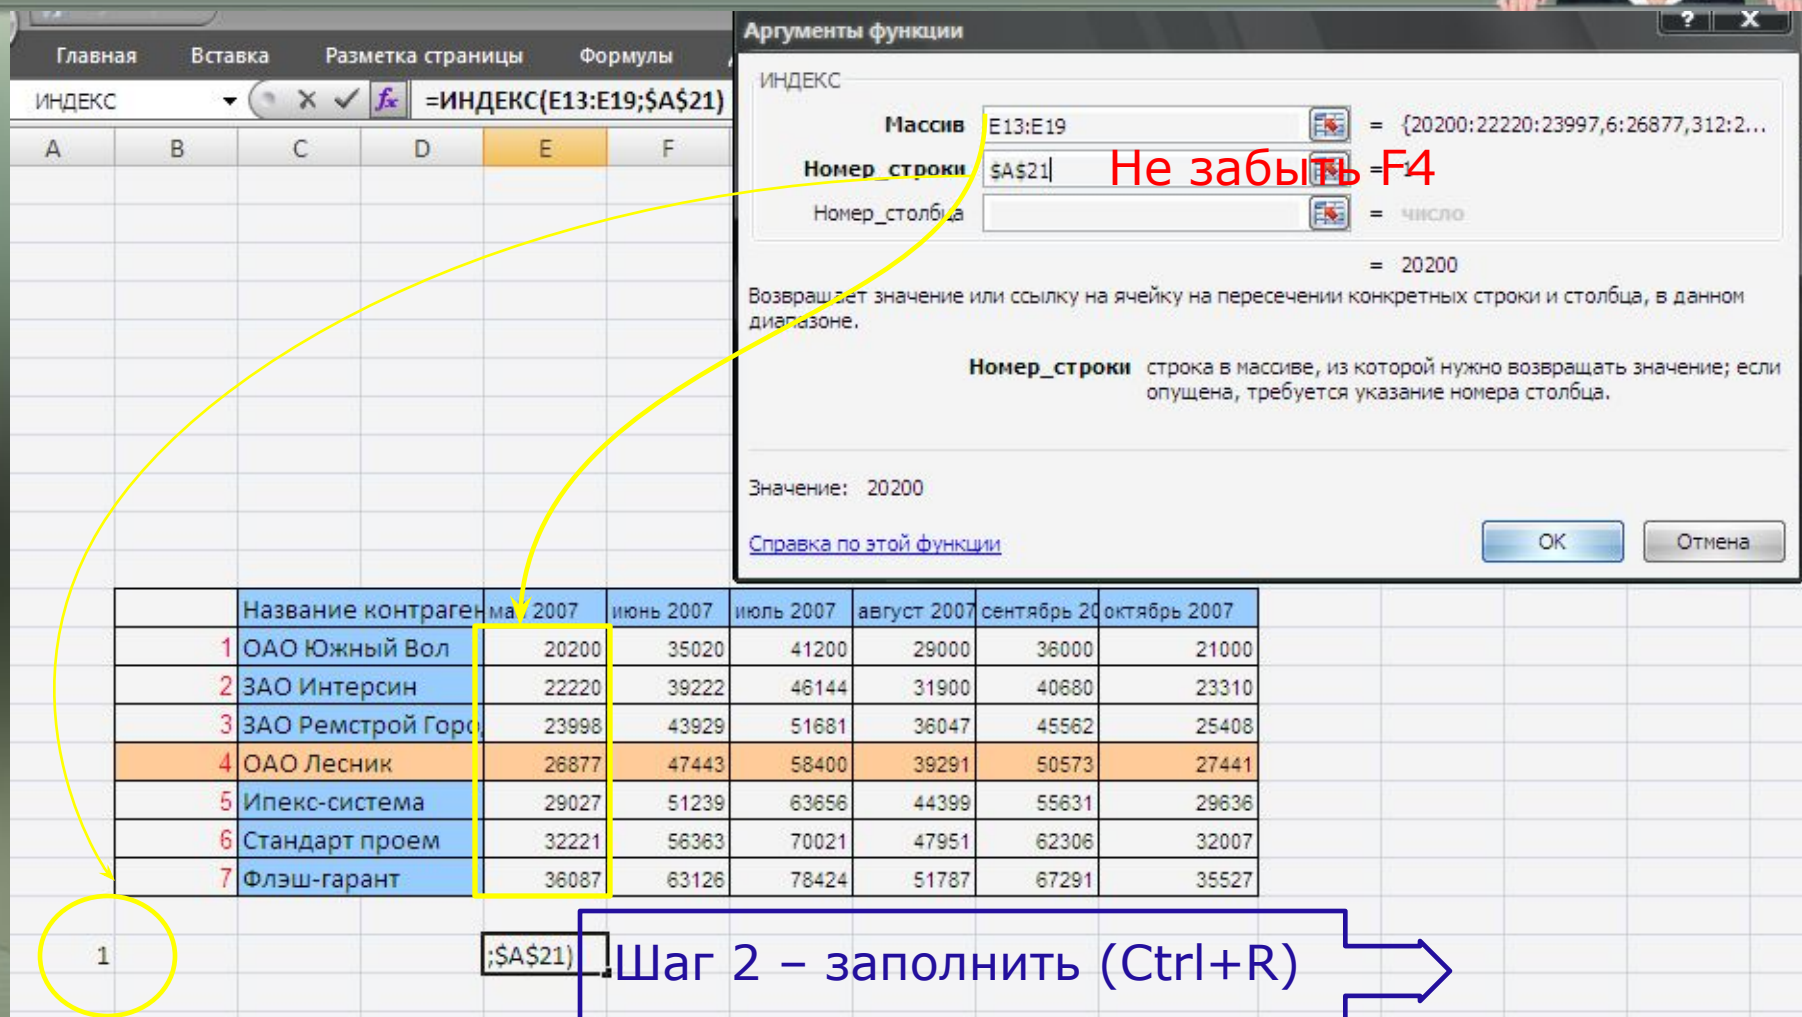 Аргументы функции
? X
Главная Вставка Разметка страницы Формулы
ИНДЕКС fx =ИНДЕКС(E13:E19;$A$21)
ИНДЕКС
Массив E13:E19 = {20200:22220:23997,6:26877,312:2...
Номер_строки $A$21 = 1
Не забыть F4
Номер_столбца = число
= 20200
A B C D E F
Возвращает значение или ссылку на ячейку на пересечении конкретных строки и столбца, в данном
диапазоне.
Номер_строки строка в массиве, из которой нужно возвращать значение; если
опущена, требуется указание номера столбца.
Значение: 20200
Справка по этой функции OK Отмена
Название контраген май 2007 июнь 2007 июль 2007 август 2007 сентябрь 20 октябрь 2007
1 ОАО Южный Вол 20200 35020 41200 29000 36000 21000
2 ЗАО Интерсин 22220 39222 46144 31900 40680 23310
3 ЗАО Ремстрой Горо 23998 43929 51681 36047 45562 25408
4 ОАО Лесник 26877 47443 58400 39291 50573 27441
5 Ипекс-система 29027 51239 63656 44399 55631 29636
6 Стандарт проем 32221 56363 70021 47951 62306 32007
7 Флэш-гарант 36087 63126 78424 51787 67291 35527
1 ;$A$21)
Шаг 2 – заполнить (Ctrl+R)